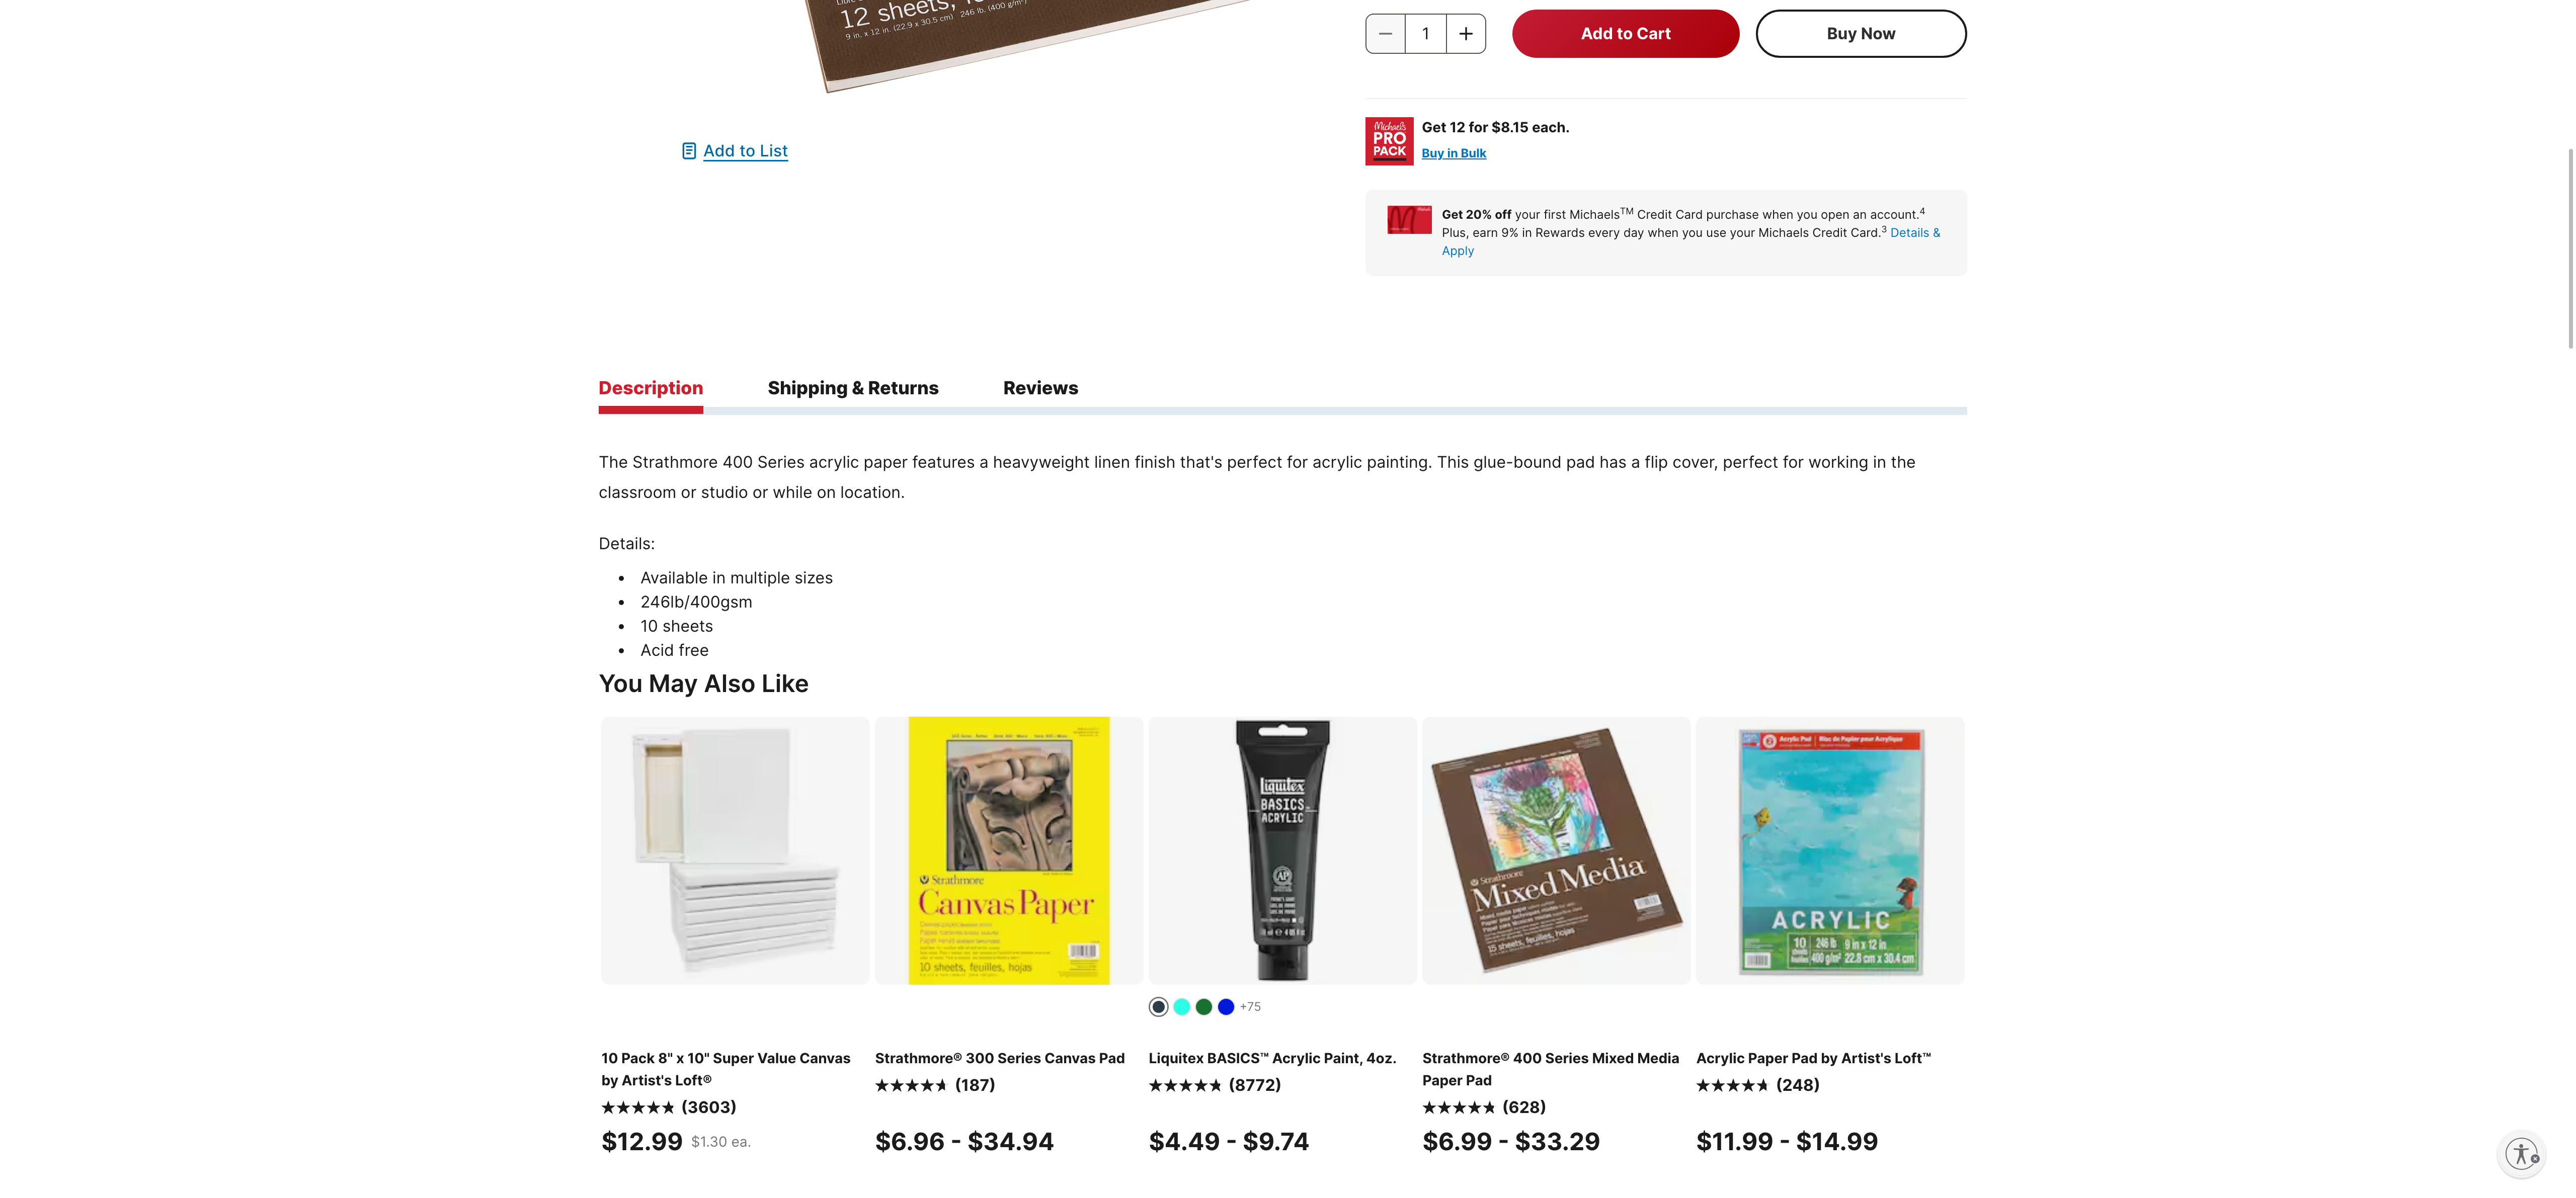 12 sheets,
9 in. x 12 in. (22.9 x 30.5 cm) 246 lb. (400 g/m²)
1
Add to Cart
Buy Now
Add to List
Michaels
PRO
PACK
Get 12 for $8.15 each.
Buy in Bulk
Get 20% off your first Michaels™ Credit Card purchase when you open an account.⁴
Plus, earn 9% in Rewards every day when you use your Michaels Credit Card.³ Details &
Apply
Description
Shipping & Returns
Reviews
The Strathmore 400 Series acrylic paper features a heavyweight linen finish that's perfect for acrylic painting. This glue-bound pad has a flip cover, perfect for working in the
classroom or studio or while on location.
Details:
• Available in multiple sizes
• 246lb/400gsm
• 10 sheets
• Acid free
You May Also Like
Strathmore
Canvas Paper
10 sheets, feuilles, hojas
Liquitex
BASICS
ACRYLIC
AP
Strathmore
Mixed Media
15 sheets, feuilles, hojas
Acrylic Pad
Bloc de Papier pour Acrylique
ACRYLIC
10
246 lb
9 in x 12 in
400 g/m²
22.8 cm x 30.4 cm
+75
10 Pack 8" x 10" Super Value Canvas
by Artist's Loft®
(3603)
$12.99 $1.30 ea.
Strathmore® 300 Series Canvas Pad
(187)
$6.96 - $34.94
Liquitex BASICS™ Acrylic Paint, 4oz.
(8772)
$4.49 - $9.74
Strathmore® 400 Series Mixed Media
Paper Pad
(628)
$6.99 - $33.29
Acrylic Paper Pad by Artist's Loft™
(248)
$11.99 - $14.99